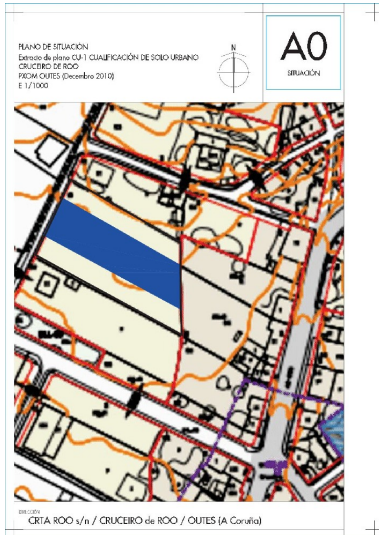 PLANO DE SITUACIÓN
Extracto de plano CU-1 CUALIFICACIÓN DE SOLO URBANO
CRUCEIRO DE ROO
PXOM OUTES (Decembro 2010)
E 1/1000
N
A0
SITUACIÓN
DIRECCIÓN
CRTA ROO s/n / CRUCEIRO de ROO / OUTES (A Coruña)